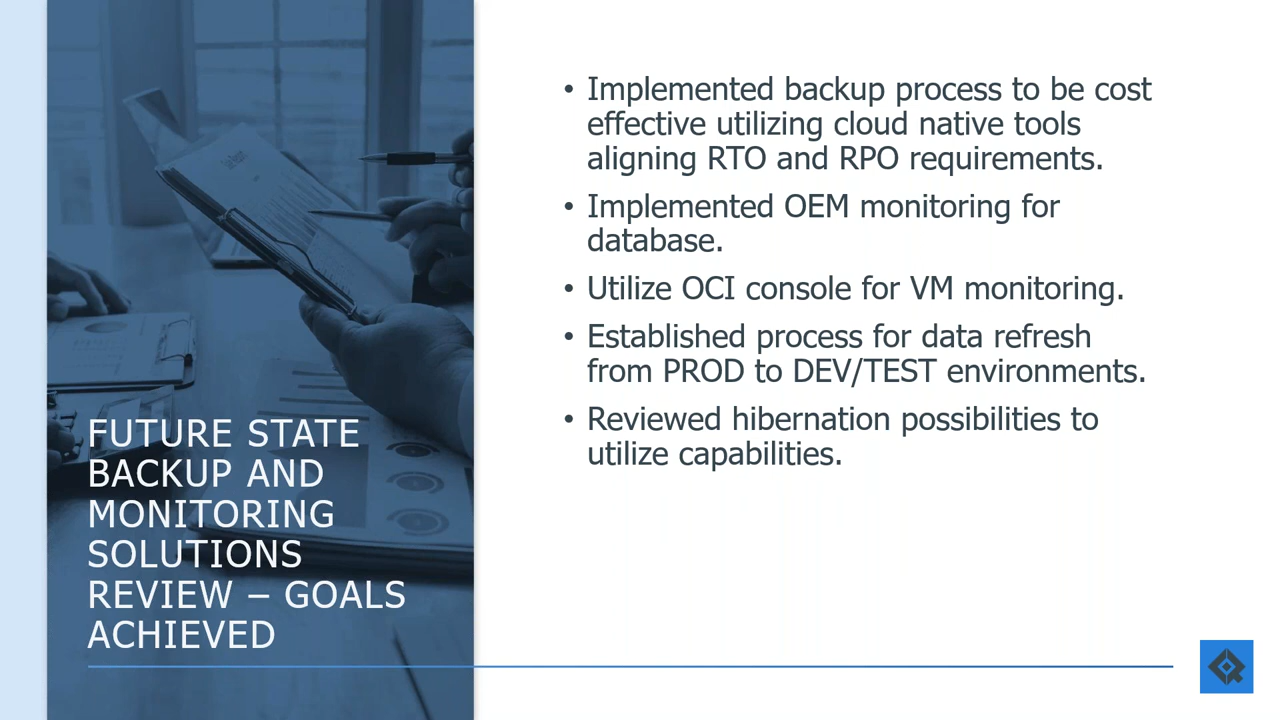 FUTURE STATE
BACKUP AND
MONITORING
SOLUTIONS
REVIEW – GOALS
ACHIEVED
• Implemented backup process to be cost
effective utilizing cloud native tools
aligning RTO and RPO requirements.
• Implemented OEM monitoring for
database.
• Utilize OCI console for VM monitoring.
• Established process for data refresh
from PROD to DEV/TEST environments.
• Reviewed hibernation possibilities to
utilize capabilities.